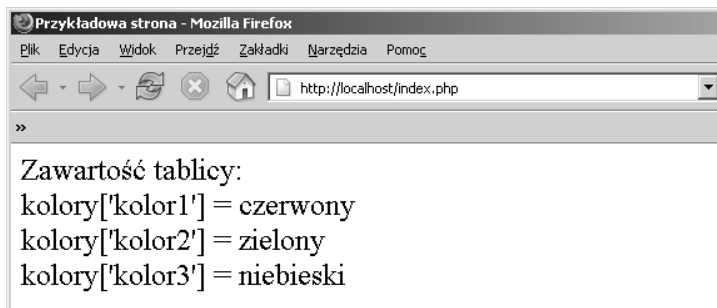 Przykładowa strona - Mozilla Firefox
Plik Edycja Widok Przejdź Zakładki Narzędzia Pomoc
http://localhost/index.php
»
Zawartość tablicy:
kolory['kolor1'] = czerwony
kolory['kolor2'] = zielony
kolory['kolor3'] = niebieski